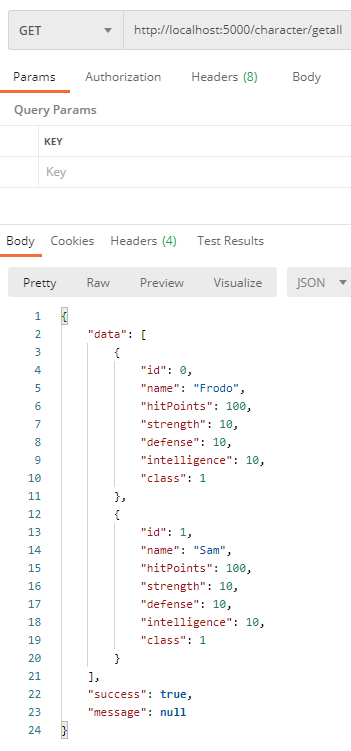 GET http://localhost:5000/character/getall
Params Authorization Headers (8) Body
Query Params
KEY
Key
Body Cookies Headers (4) Test Results
Pretty Raw Preview Visualize JSON
1 {
2 "data": [
3 {
4 "id": 0,
5 "name": "Frodo",
6 "hitPoints": 100,
7 "strength": 10,
8 "defense": 10,
9 "intelligence": 10,
10 "class": 1
11 },
12 {
13 "id": 1,
14 "name": "Sam",
15 "hitPoints": 100,
16 "strength": 10,
17 "defense": 10,
18 "intelligence": 10,
19 "class": 1
20 }
21 ],
22 "success": true,
23 "message": null
24 }